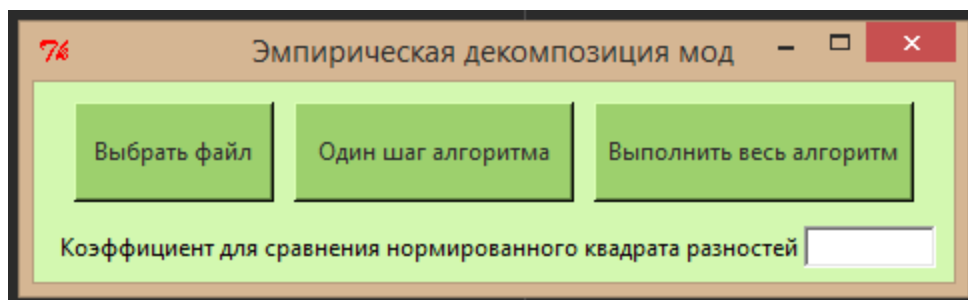 Эмпирическая декомпозиция мод
Выбрать файл
Один шаг алгоритма
Выполнить весь алгоритм
Коэффициент для сравнения нормированного квадрата разностей